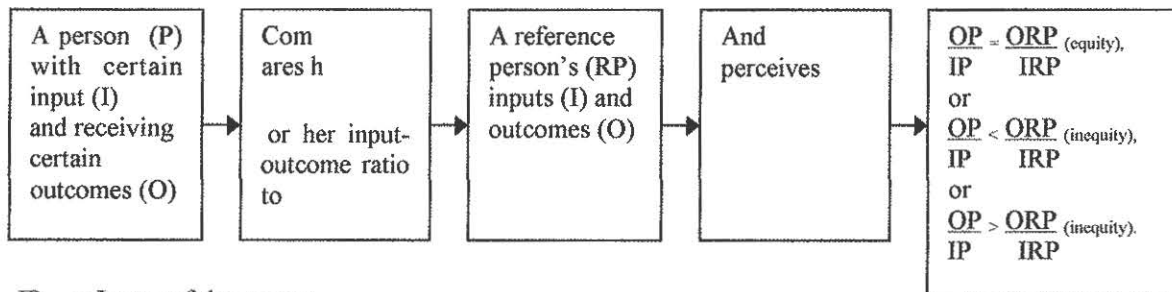 A person (P)
with certain
input (I)
and receiving
certain
outcomes (O)
Com
ares h
or her input-
outcome ratio
to
A reference
person's (RP)
inputs (I) and
outcomes (O)
And
perceives
OP = ORP (equity),
IP IRP
or
OP < ORP (inequity),
IP IRP
or
OP > ORP (inequity).
IP IRP